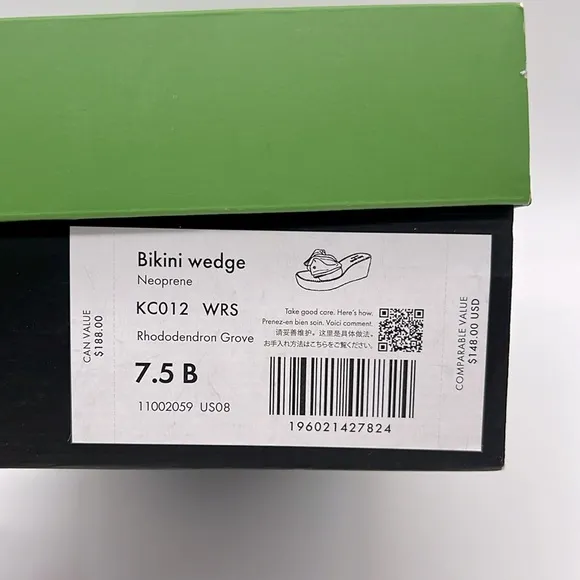 CAN VALUE
$188.00
Bikini wedge
Neoprene
KC012 WRS
Rhododendron Grove
7.5 B
11002059 US08
Take good care. Here's how.
Prenez-en bien soin. Voici comment.
请妥善维护。这里是具体做法。
お手入れ方法はこちらをご覧ください。
196021427824
COMPARABLE VALUE
$148.00 USD